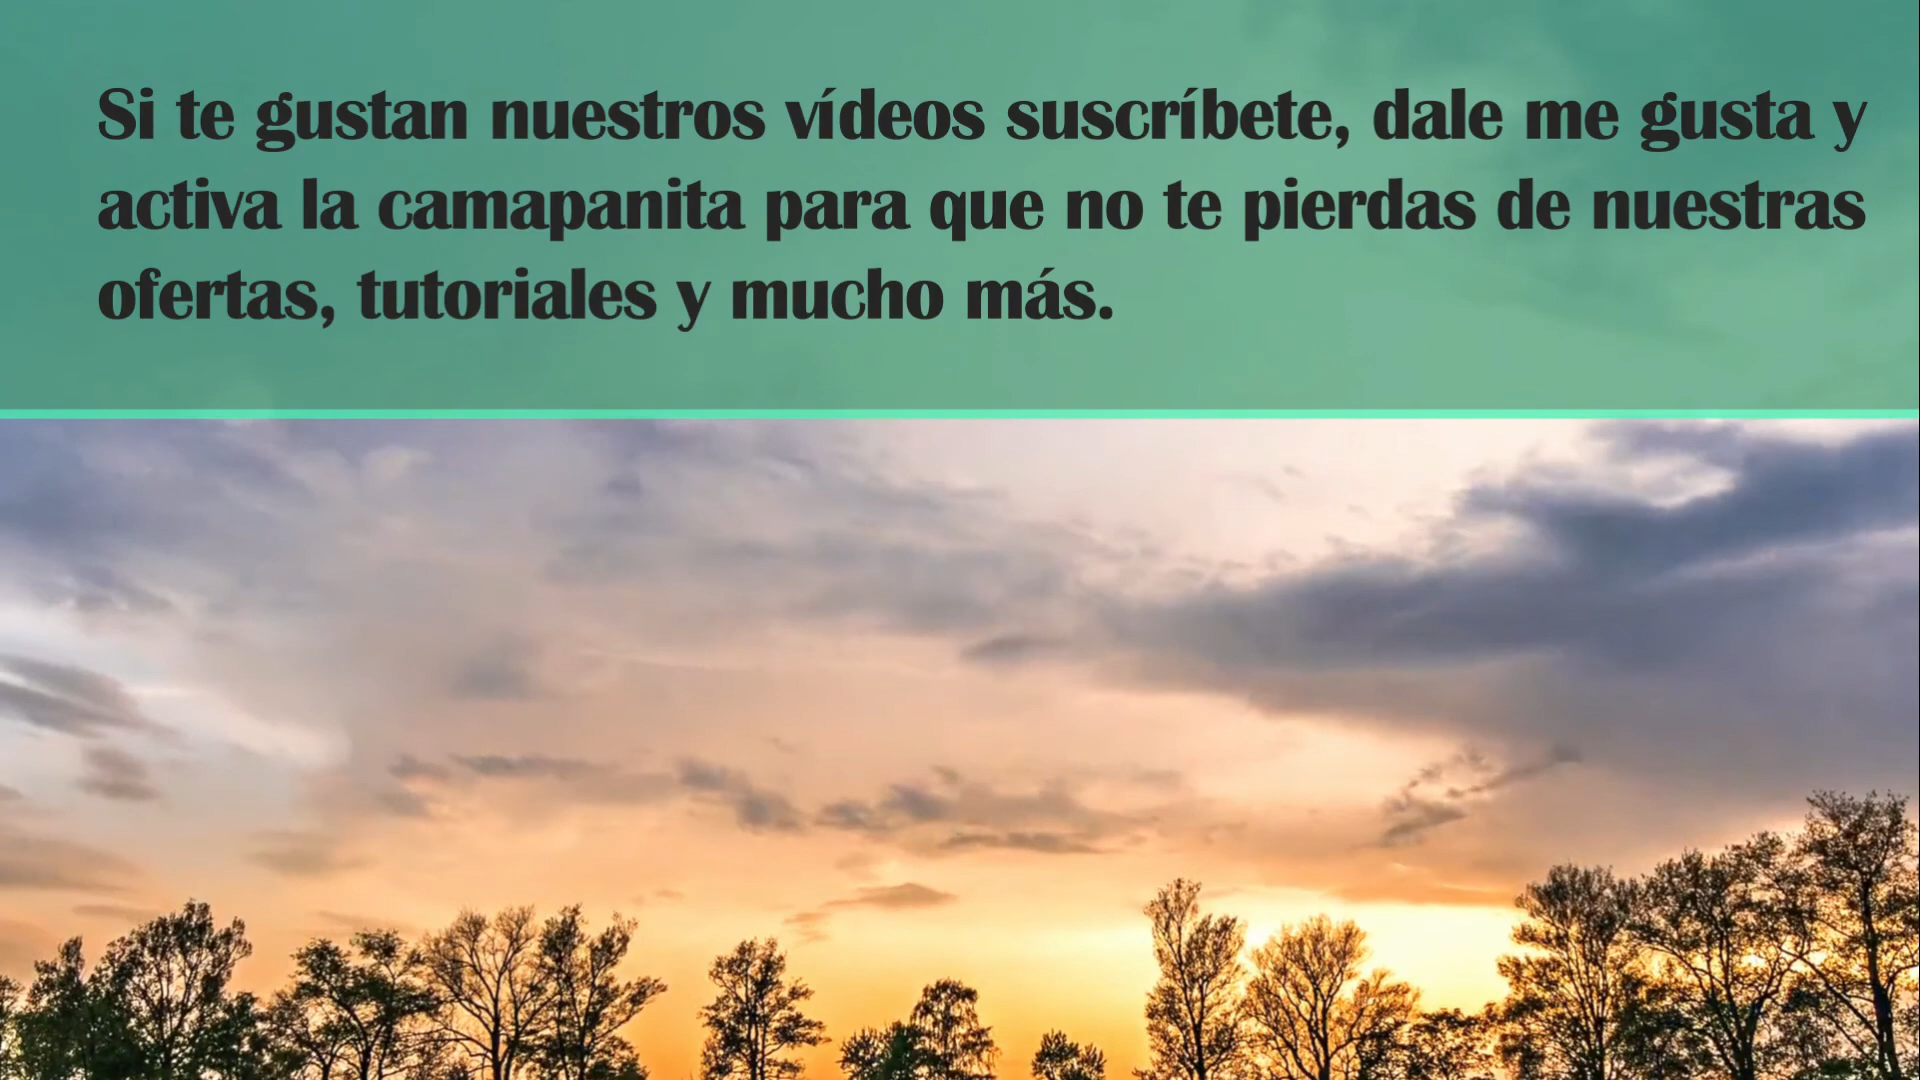 Si te gustan nuestros vídeos suscríbete, dale me gusta y
activa la camapanita para que no te pierdas de nuestras
ofertas, tutoriales y mucho más.